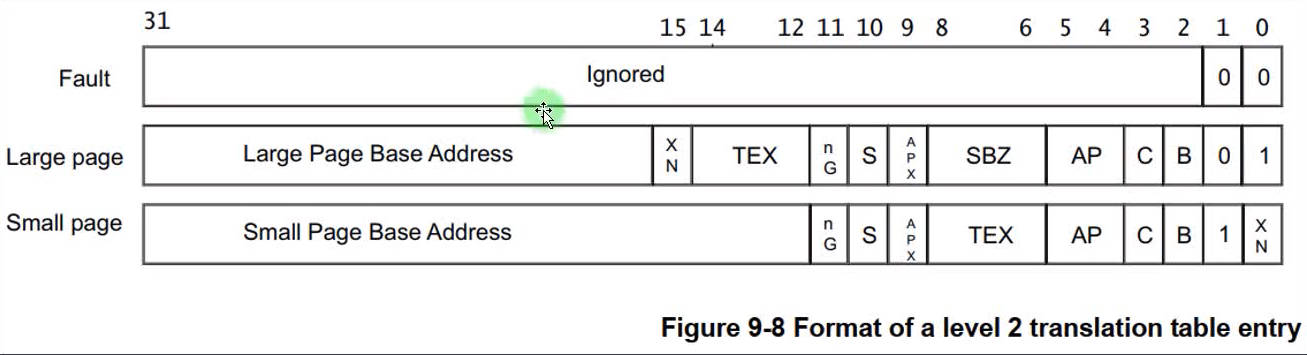 31 15 14 12 11 10 9 8 6 5 4 3 2 1 0
Fault Ignored 0 0
Large page Large Page Base Address XN TEX nG S APX SBZ AP C B 0 1
Small page Small Page Base Address nG S APX TEX AP C B 1 XN
Figure 9-8 Format of a level 2 translation table entry